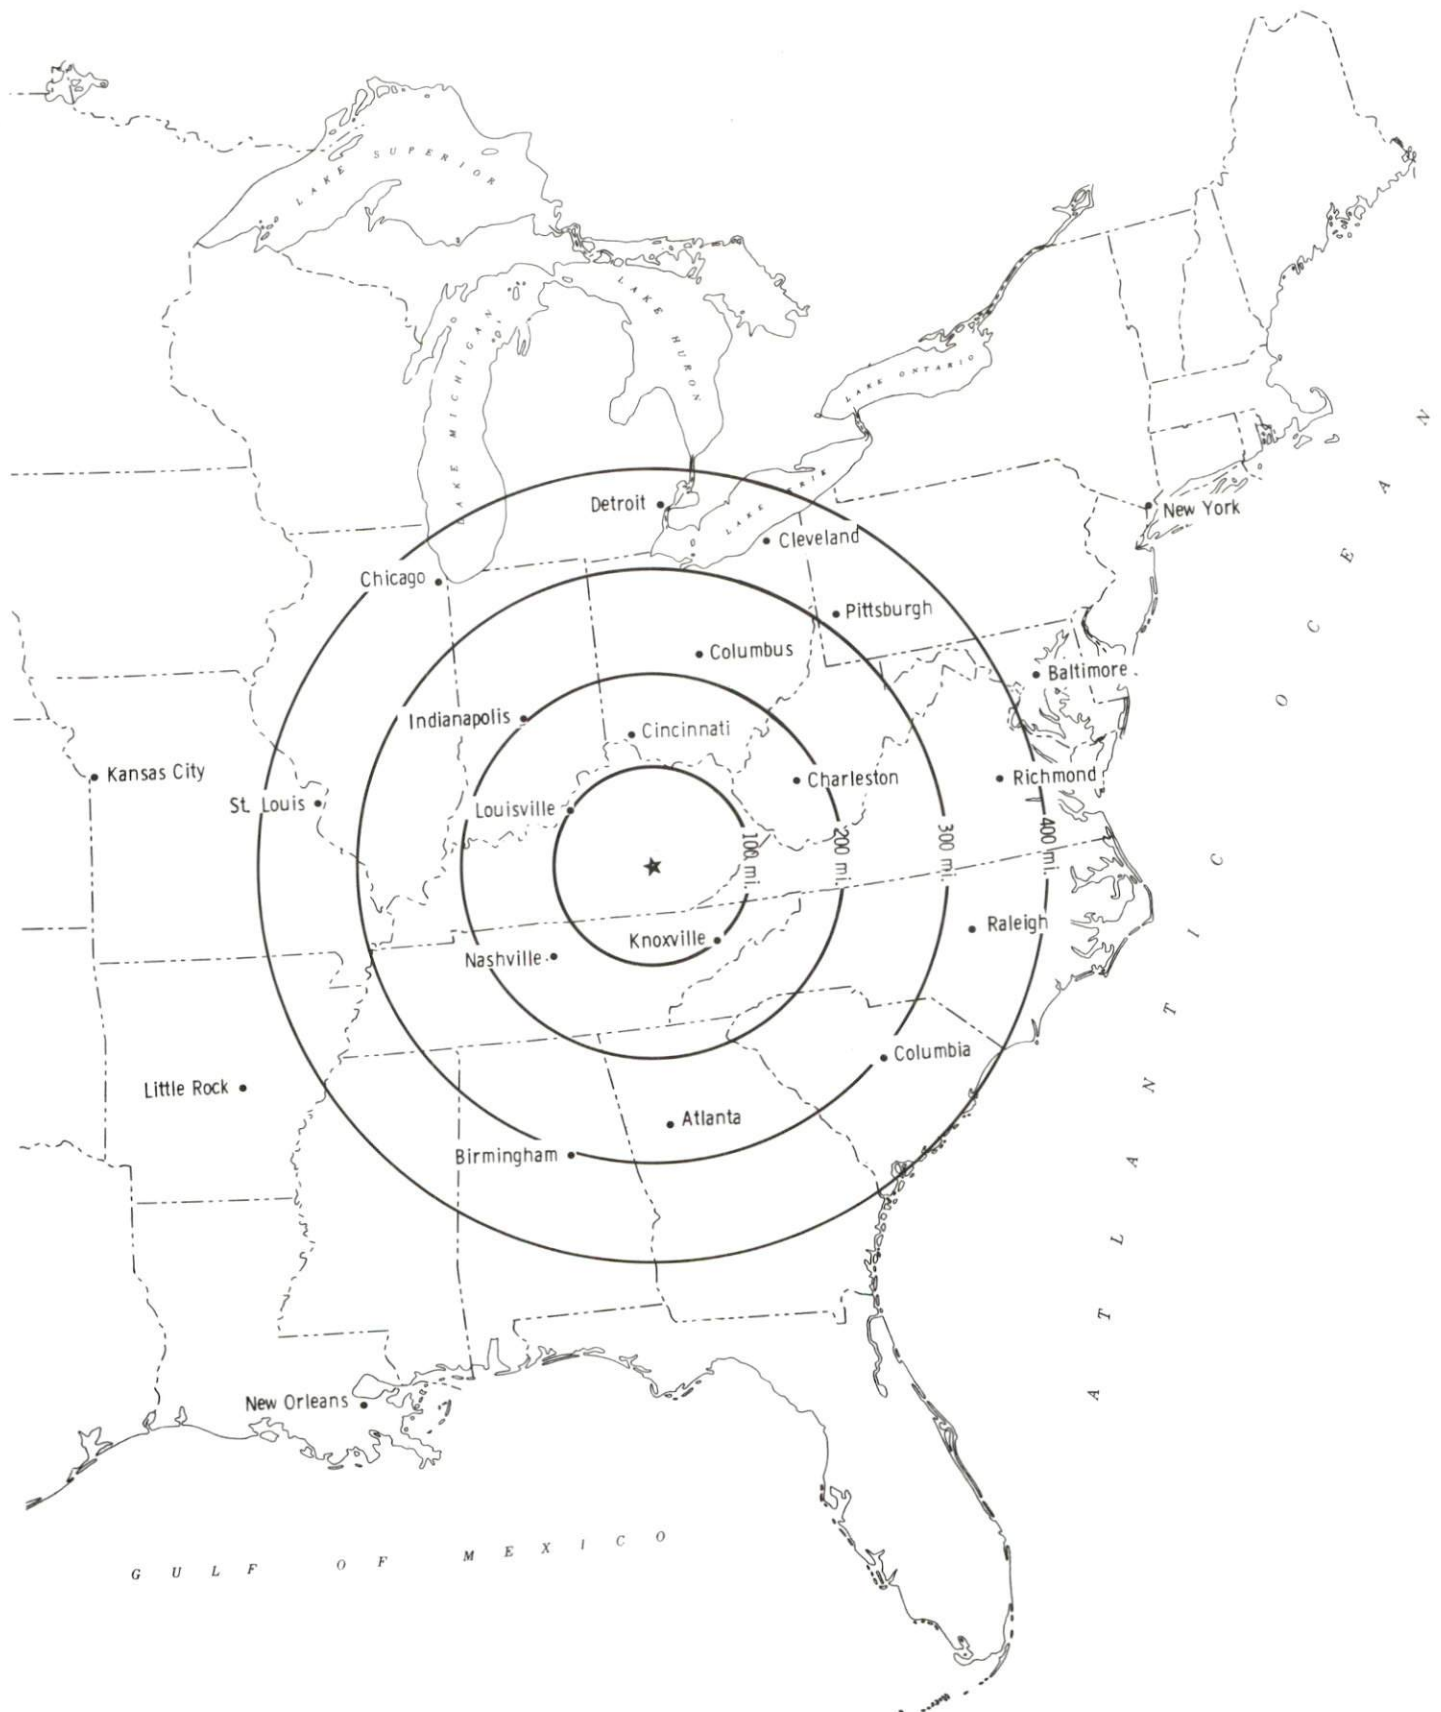 LAKE SUPERIOR
LAKE MICHIGAN
LAKE HURON
LAKE ONTARIO
LAKE ERIE
Detroit
Cleveland
New York
Chicago
Pittsburgh
Columbus
Baltimore
Indianapolis
Cincinnati
Kansas City
Charleston
Richmond
St. Louis
Louisville
100 mi.
200 mi.
300 mi.
400 mi.
Raleigh
Knoxville
Nashville
Columbia
Little Rock
Atlanta
Birmingham
New Orleans
ATLANTIC OCEAN
GULF OF MEXICO